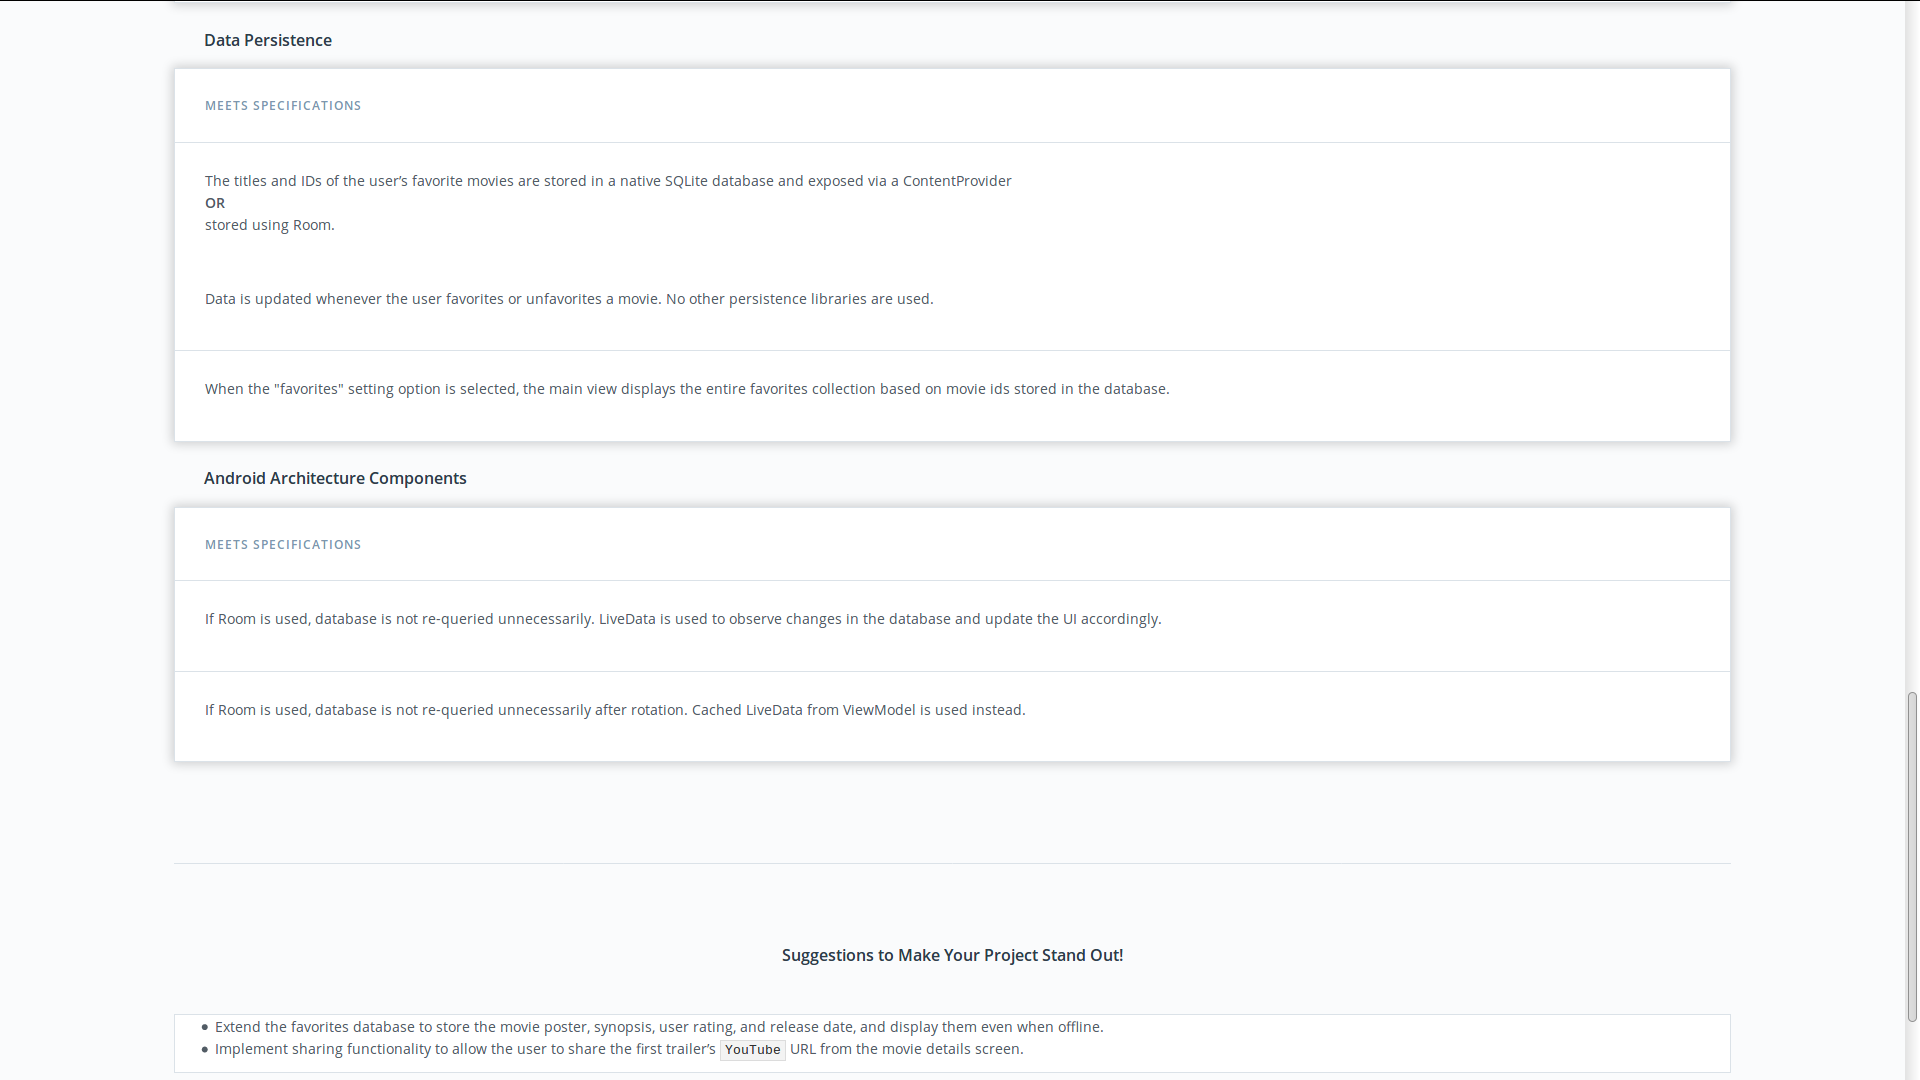 Data Persistence
MEETS SPECIFICATIONS
The titles and IDs of the user’s favorite movies are stored in a native SQLite database and exposed via a ContentProvider
OR
stored using Room.
Data is updated whenever the user favorites or unfavorites a movie. No other persistence libraries are used.
When the "favorites" setting option is selected, the main view displays the entire favorites collection based on movie ids stored in the database.
Android Architecture Components
MEETS SPECIFICATIONS
If Room is used, database is not re-queried unnecessarily. LiveData is used to observe changes in the database and update the UI accordingly.
If Room is used, database is not re-queried unnecessarily after rotation. Cached LiveData from ViewModel is used instead.
Suggestions to Make Your Project Stand Out!
• Extend the favorites database to store the movie poster, synopsis, user rating, and release date, and display them even when offline.
• Implement sharing functionality to allow the user to share the first trailer’s YouTube URL from the movie details screen.